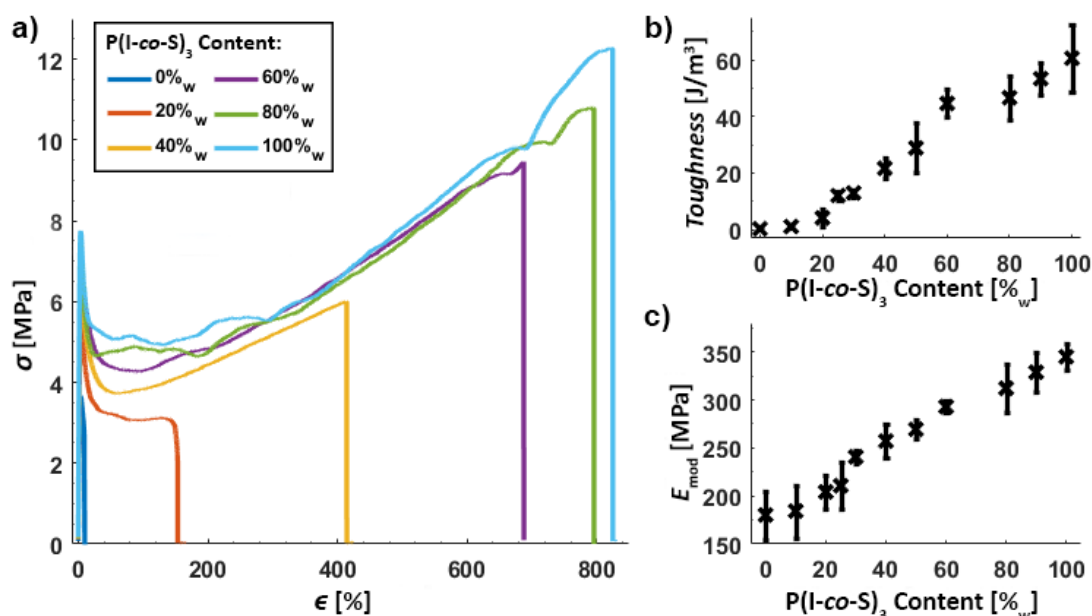 a)
P(I-co-S)₃ Content:
0%w 60%w
20%w 80%w
40%w 100%w
12
10
8
6
4
2
0
σ [MPa]
0 200 400 600 800
ϵ [%]
b)
Toughness [J/m³]
60
40
20
0
0 20 40 60 80 100
P(I-co-S)₃ Content [%w]
c)
Emod [MPa]
350
300
250
200
150
0 20 40 60 80 100
P(I-co-S)₃ Content [%w]